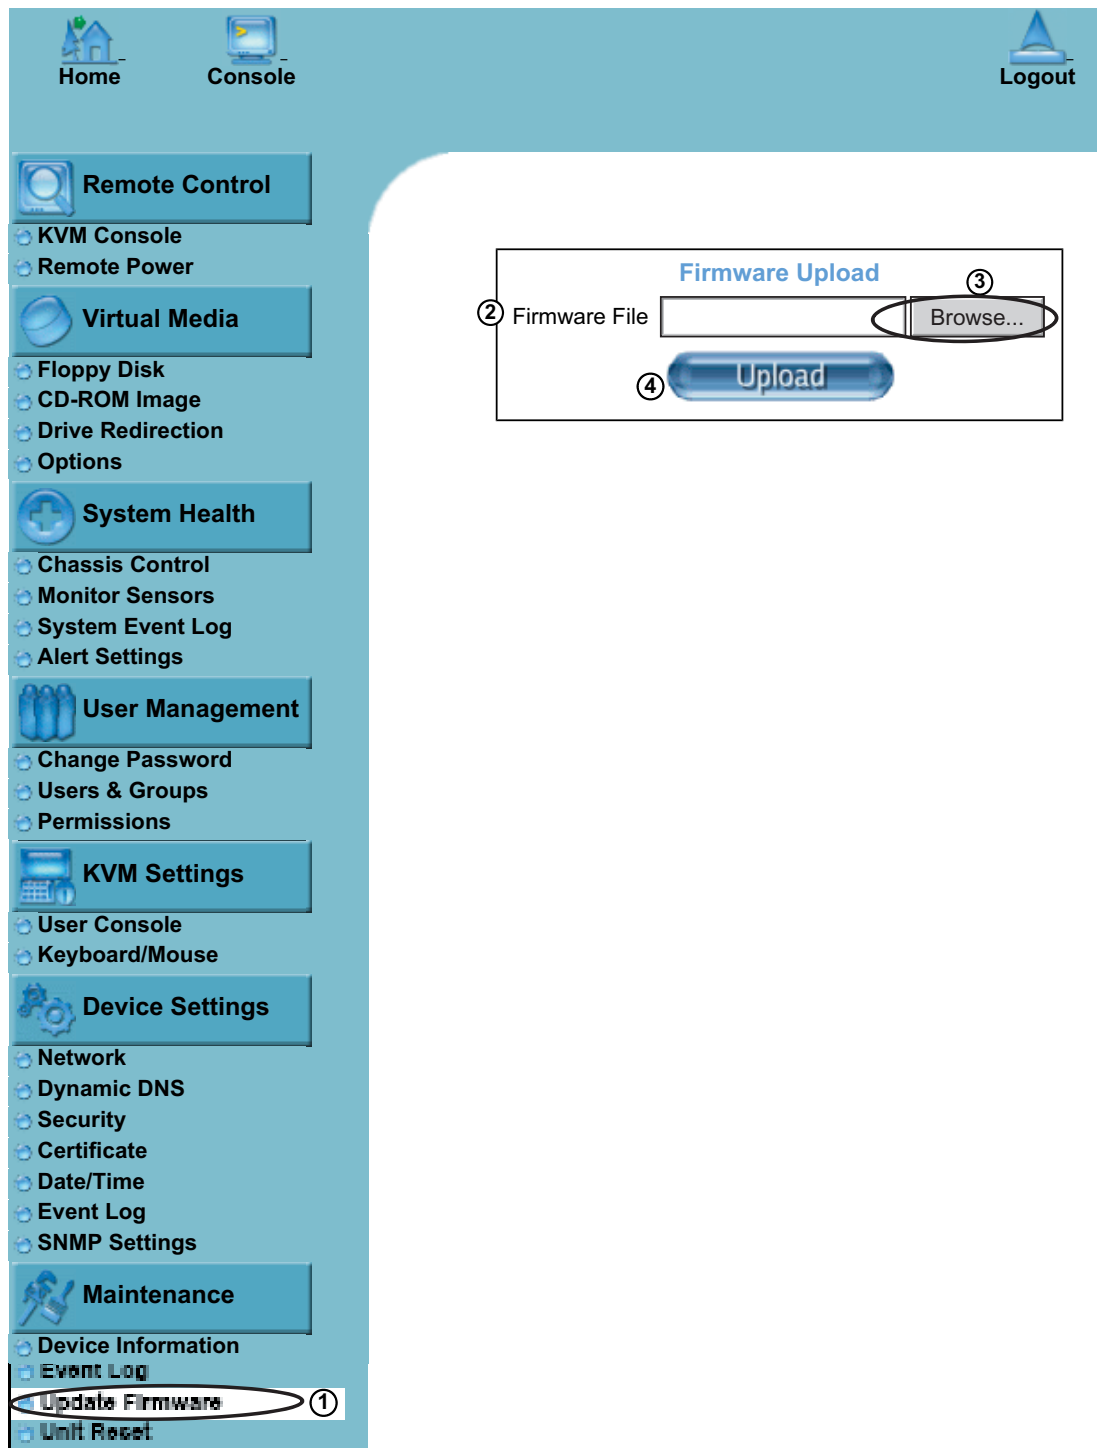 Home
Console
Logout
Remote Control
KVM Console
Remote Power
Virtual Media
Floppy Disk
CD-ROM Image
Drive Redirection
Options
System Health
Chassis Control
Monitor Sensors
System Event Log
Alert Settings
User Management
Change Password
Users & Groups
Permissions
KVM Settings
User Console
Keyboard/Mouse
Device Settings
Network
Dynamic DNS
Security
Certificate
Date/Time
Event Log
SNMP Settings
Maintenance
Device Information
Event Log
Update Firmware 1
Unit Reset
Firmware Upload
3
2 Firmware File Browse...
4 Upload